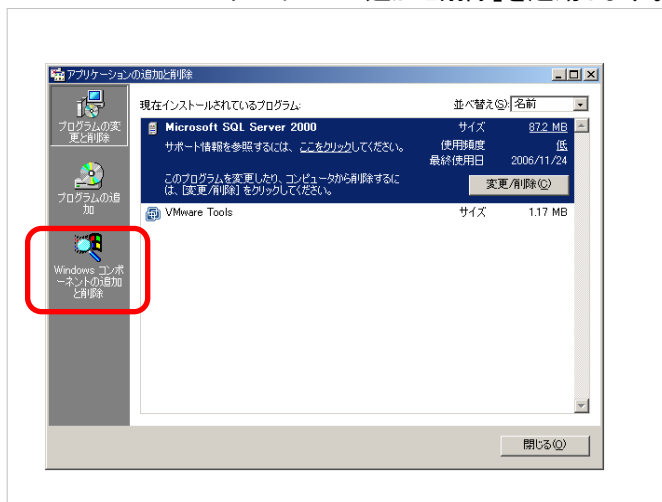 アプリケーションの追加と削除
プログラムの変
更と削除
プログラムの追
加
Windows コンポ
ーネントの追加
と削除
現在インストールされているプログラム:
並べ替え(S): 名前
Microsoft SQL Server 2000
サイズ 87.2 MB
サポート情報を参照するには、ここをクリックしてください。
使用頻度 低
最終使用日 2006/11/24
このプログラムを変更したり、コンピュータから削除するに
は、[変更/削除] をクリックしてください。
変更/削除(C)
VMware Tools
サイズ 1.17 MB
閉じる(O)